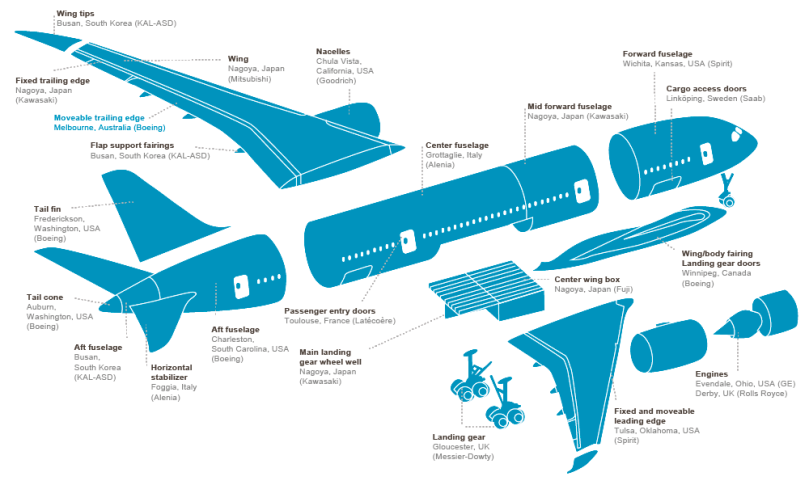 Wing tips
Busan, South Korea (KAL-ASD)
Wing
Nagoya, Japan
(Mitsubishi)
Nacelles
Chula Vista,
California, USA
(Goodrich)
Forward fuselage
Wichita, Kansas, USA (Spirit)
Fixed trailing edge
Nagoya, Japan
(Kawasaki)
Cargo access doors
Linköping, Sweden (Saab)
Moveable trailing edge
Melbourne, Australia (Boeing)
Mid forward fuselage
Nagoya, Japan (Kawasaki)
Flap support fairings
Busan, South Korea (KAL-ASD)
Center fuselage
Grottaglie, Italy
(Alenia)
Tail fin
Frederickson,
Washington, USA
(Boeing)
Wing/body fairing
Landing gear doors
Winnipeg, Canada
(Boeing)
Center wing box
Nagoya, Japan (Fuji)
Tail cone
Auburn,
Washington, USA
(Boeing)
Passenger entry doors
Toulouse, France (Latécoère)
Aft fuselage
Charleston,
South Carolina, USA
(Boeing)
Aft fuselage
Busan,
South Korea
(KAL-ASD)
Horizontal
stabilizer
Foggia, Italy
(Alenia)
Main landing
gear wheel well
Nagoya, Japan
(Kawasaki)
Engines
Evendale, Ohio, USA (GE)
Derby, UK (Rolls Royce)
Fixed and moveable
leading edge
Tulsa, Oklahoma, USA
(Spirit)
Landing gear
Gloucester, UK
(Messier-Dowty)